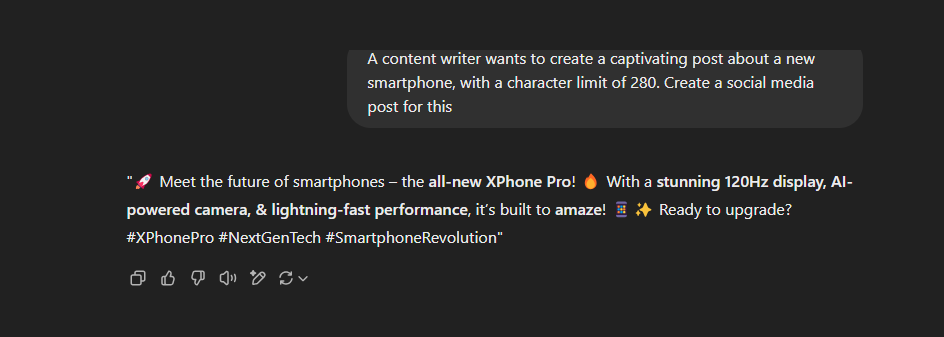 A content writer wants to create a captivating post about a new
smartphone, with a character limit of 280. Create a social media
post for this
"🚀 Meet the future of smartphones – the all-new XPhone Pro! 🔥 With a stunning 120Hz display, AI-
powered camera, & lightning-fast performance, it’s built to amaze! 📱✨ Ready to upgrade?
#XPhonePro #NextGenTech #SmartphoneRevolution"